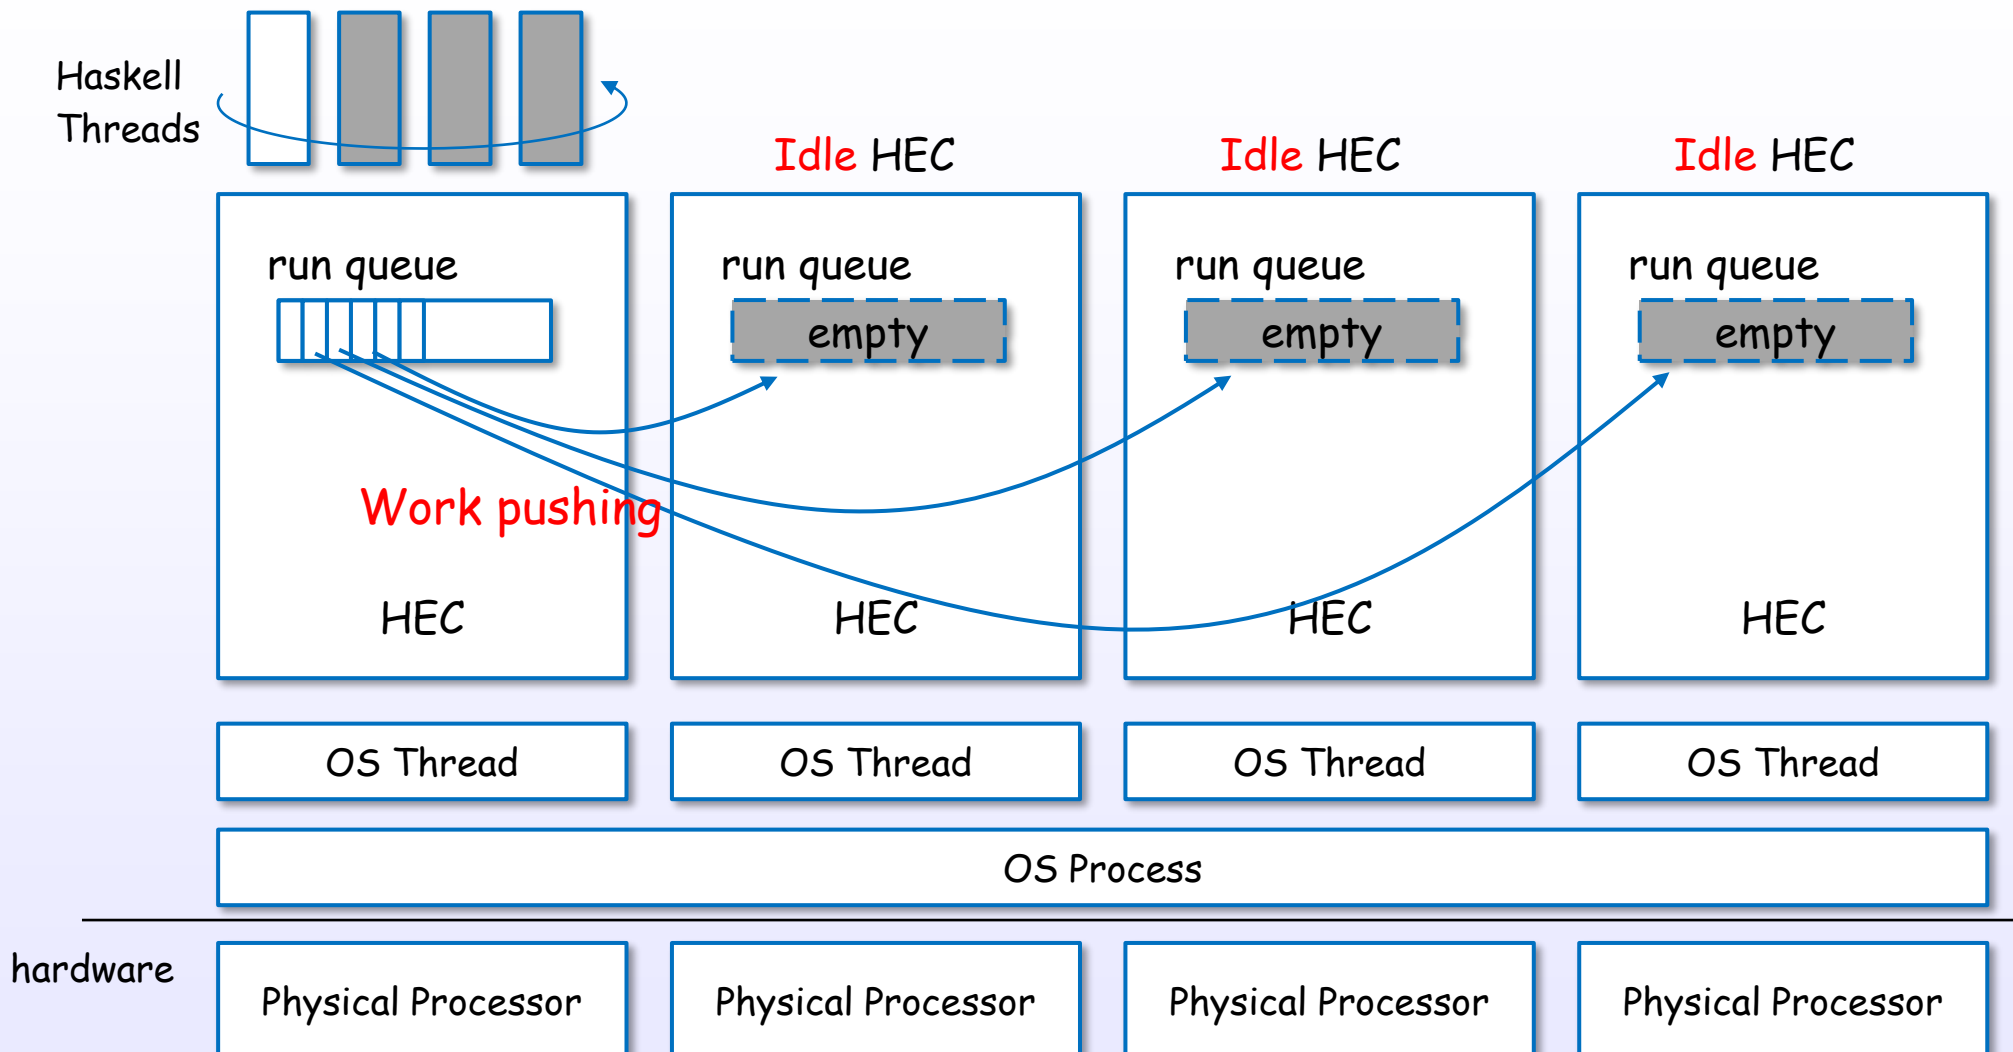 Haskell
Threads
Idle HEC
Idle HEC
Idle HEC
run queue
run queue
run queue
run queue
empty
empty
empty
Work pushing
HEC
HEC
HEC
HEC
OS Thread
OS Thread
OS Thread
OS Thread
OS Process
hardware
Physical Processor
Physical Processor
Physical Processor
Physical Processor